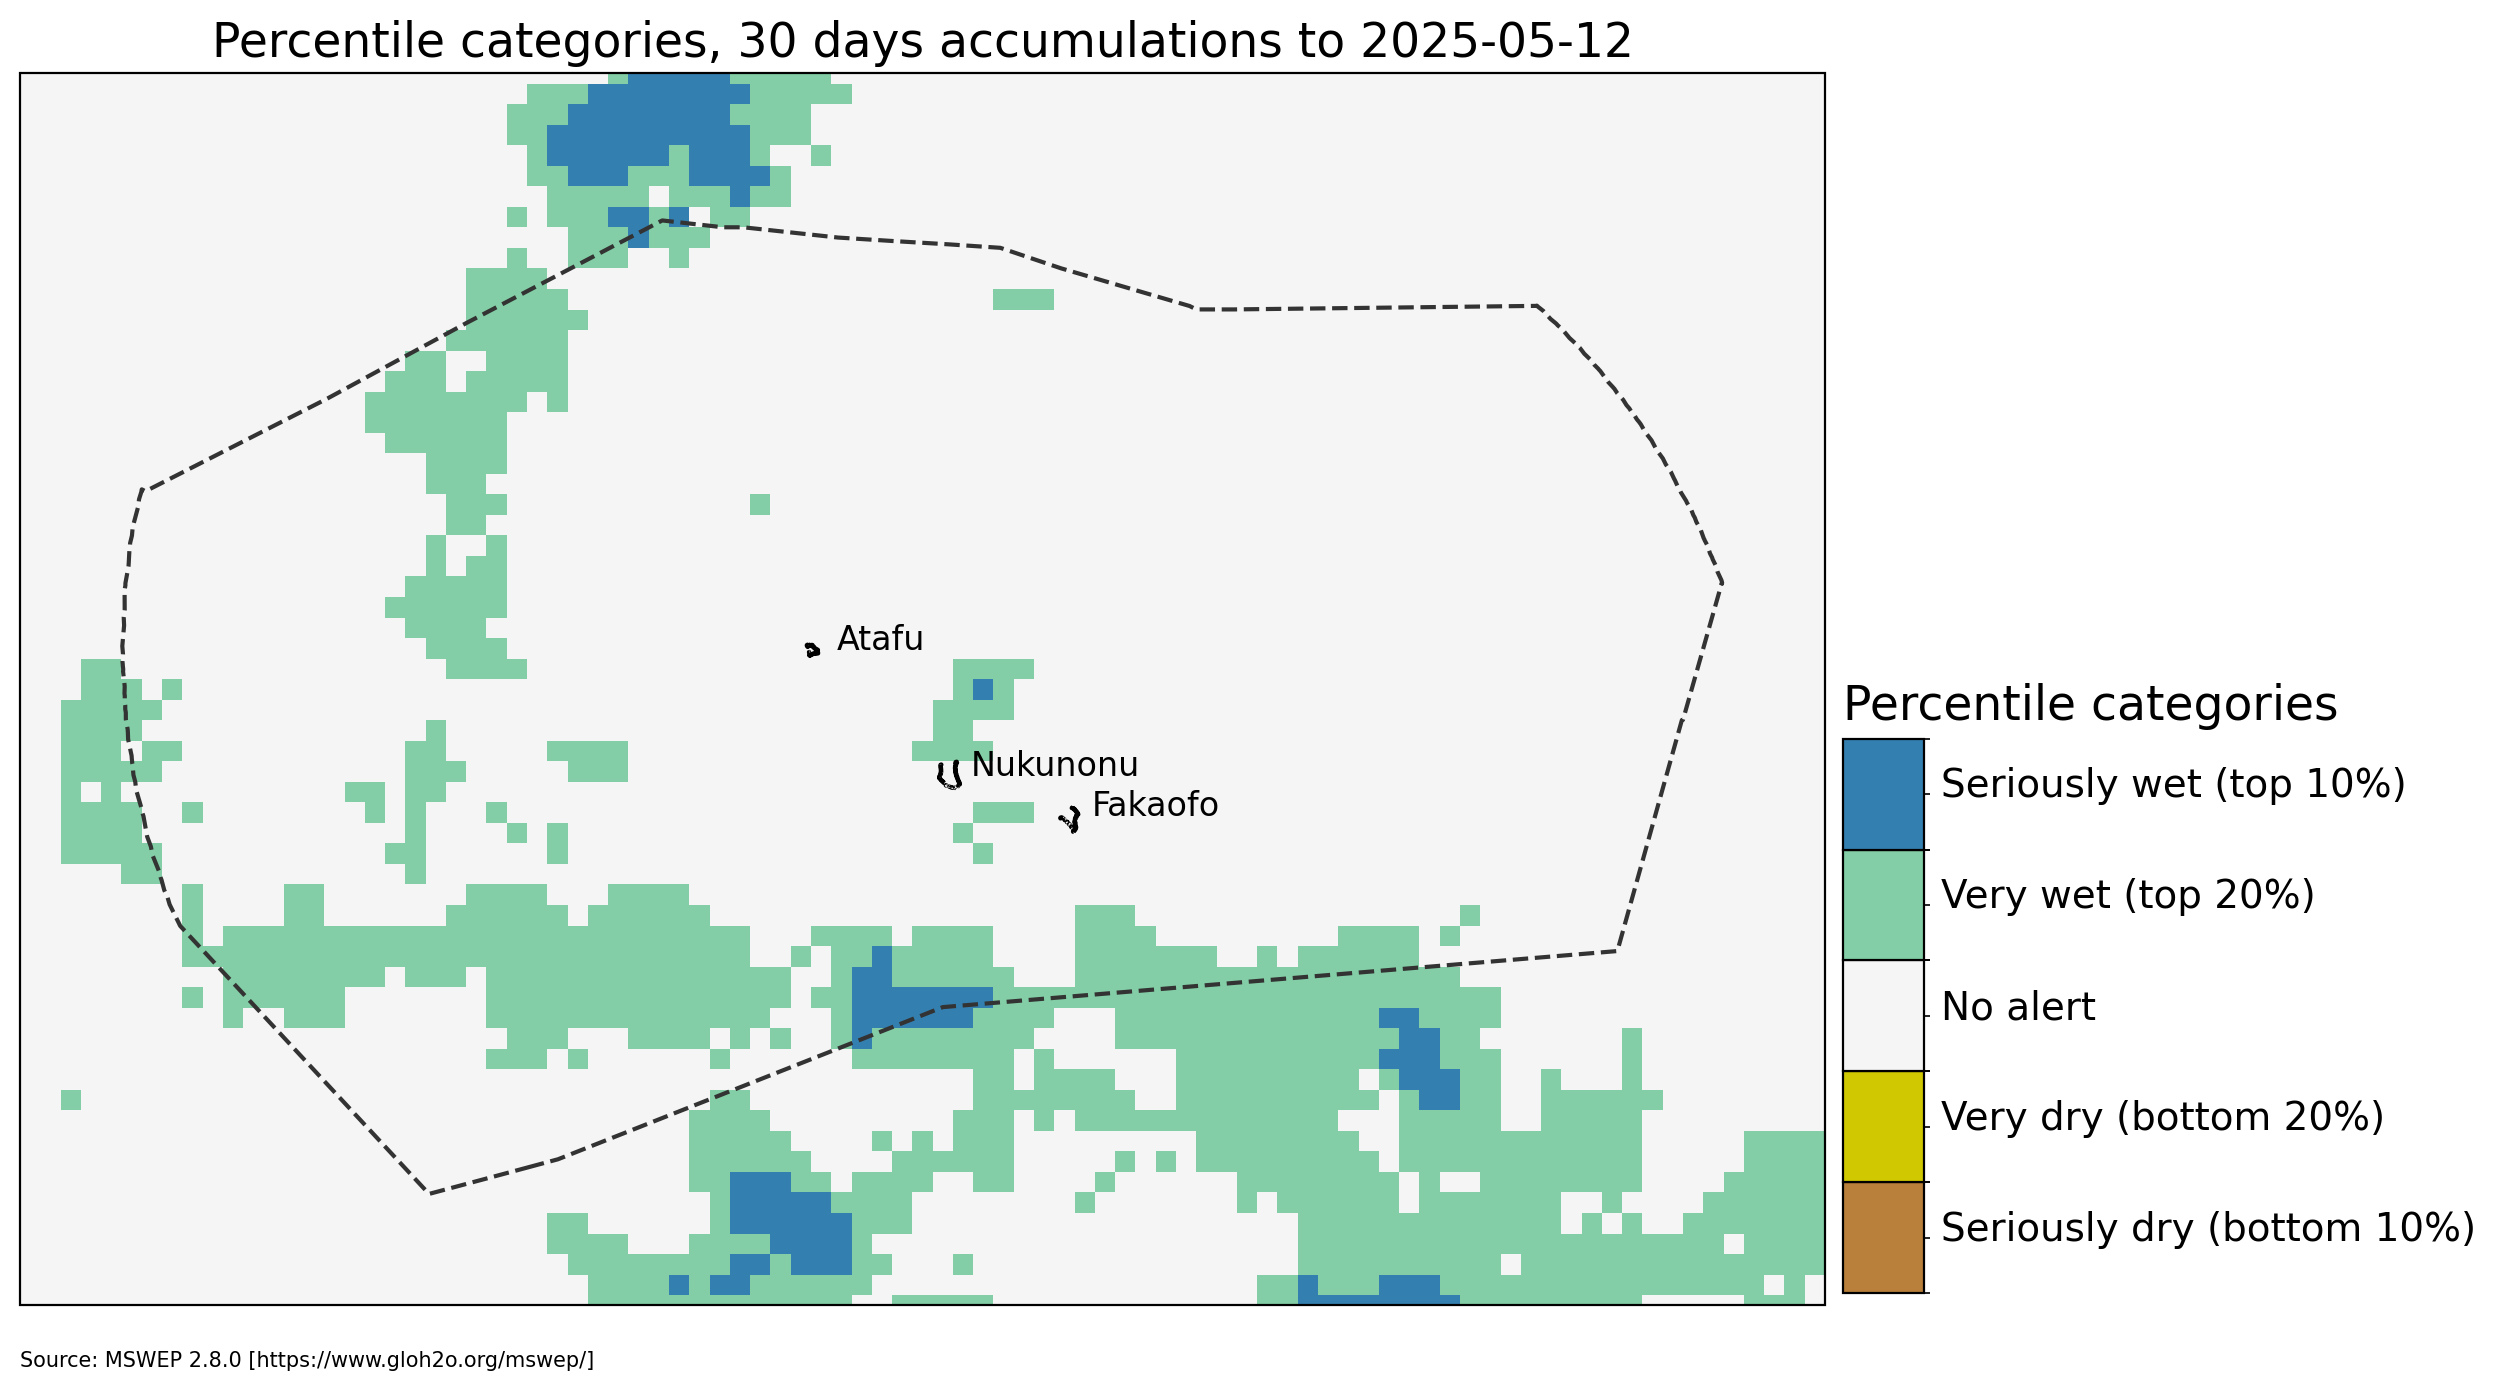 Percentile categories, 30 days accumulations to 2025-05-12
Atafu
Nukunonu
Fakaofo
Percentile categories
Seriously wet (top 10%)
Very wet (top 20%)
No alert
Very dry (bottom 20%)
Seriously dry (bottom 10%)
Source: MSWEP 2.8.0 [https://www.gloh2o.org/mswep/]